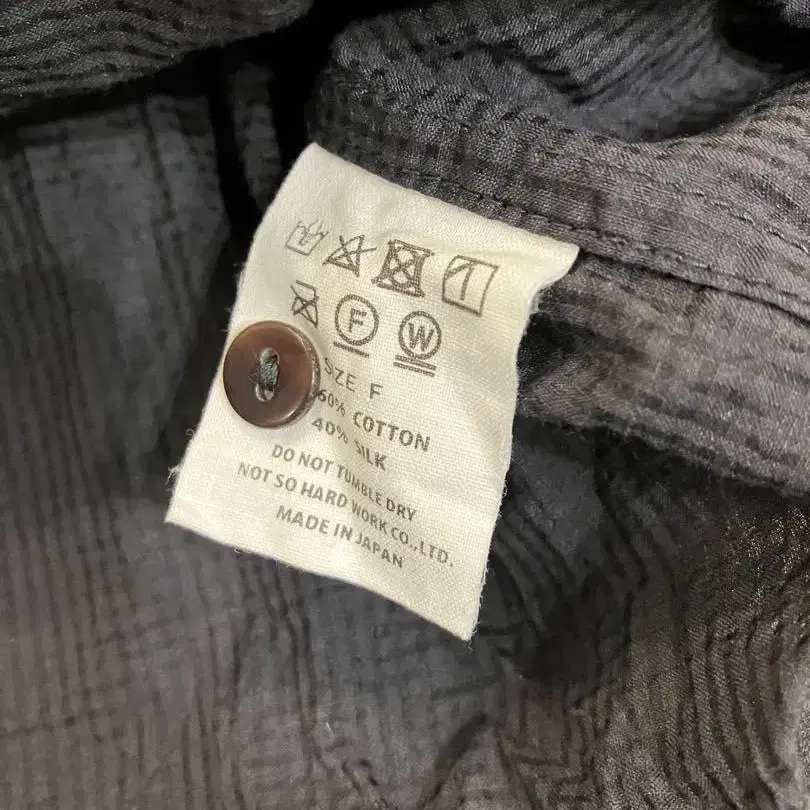 F
W
SIZE F
60% COTTON
40% SILK
DO NOT TUMBLE DRY
NOT SO HARD WORK CO.,LTD.
MADE IN JAPAN